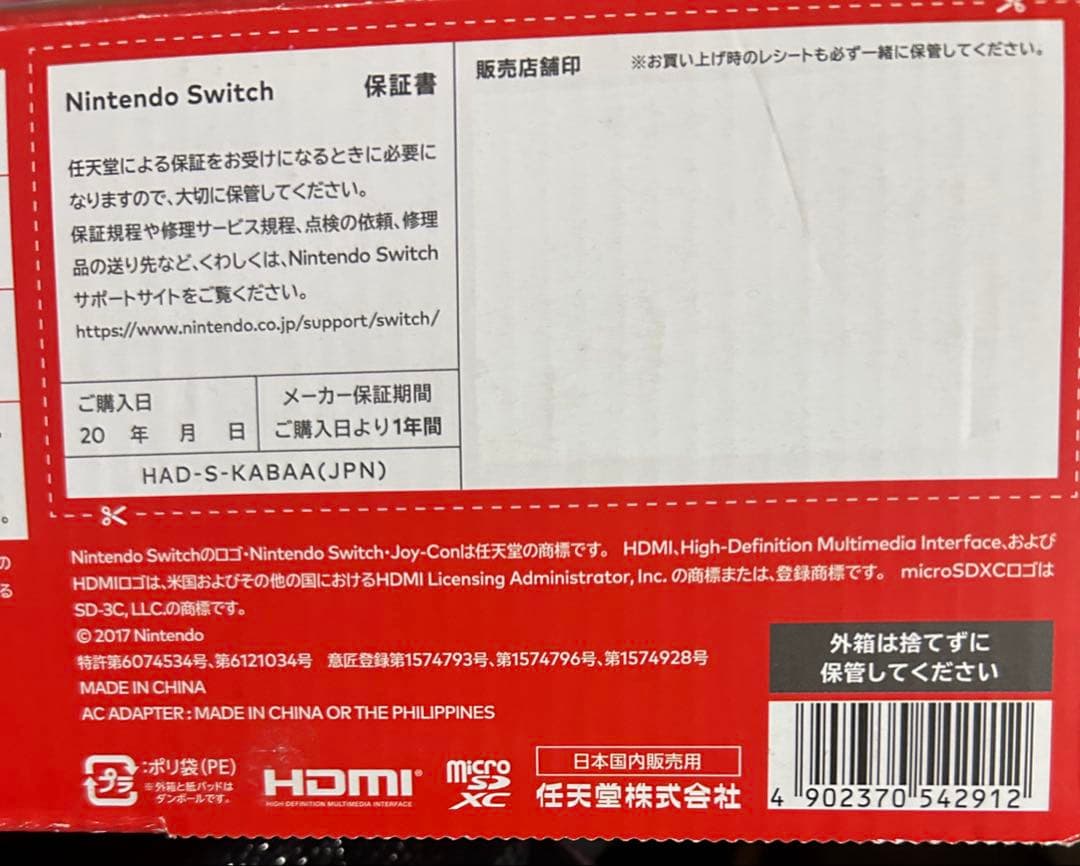 Nintendo Switch 保証書
任天堂による保証をお受けになるときに必要に
なりますので、大切に保管してください。
保証規程や修理サービス規程、点検の依頼、修理
品の送り先など、くわしくは、Nintendo Switch
サポートサイトをご覧ください。
https://www.nintendo.co.jp/support/switch/
ご購入日
20 年 月 日
メーカー保証期間
ご購入日より1年間
HAD-S-KABAA(JPN)
販売店舗印 ※お買い上げ時のレシートも必ず一緒に保管してください。
。
の
る
Nintendo Switchのロゴ・Nintendo Switch・Joy-Conは任天堂の商標です。 HDMI、High-Definition Multimedia Interface、および
HDMIロゴは、米国およびその他の国におけるHDMI Licensing Administrator, Inc. の商標または、登録商標です。 microSDXCロゴは
SD-3C, LLC.の商標です。
© 2017 Nintendo
特許第6074534号、第6121034号 意匠登録第1574793号、第1574796号、第1574928号
MADE IN CHINA
AC ADAPTER : MADE IN CHINA OR THE PHILIPPINES
外箱は捨てずに
保管してください
プラ :ポリ袋(PE)
※外箱と紙パッドは
ダンボールです。
HDMI®
HIGH-DEFINITION MULTIMEDIA INTERFACE
micro
SD
XC
日本国内販売用
任天堂株式会社
4 902370 542912